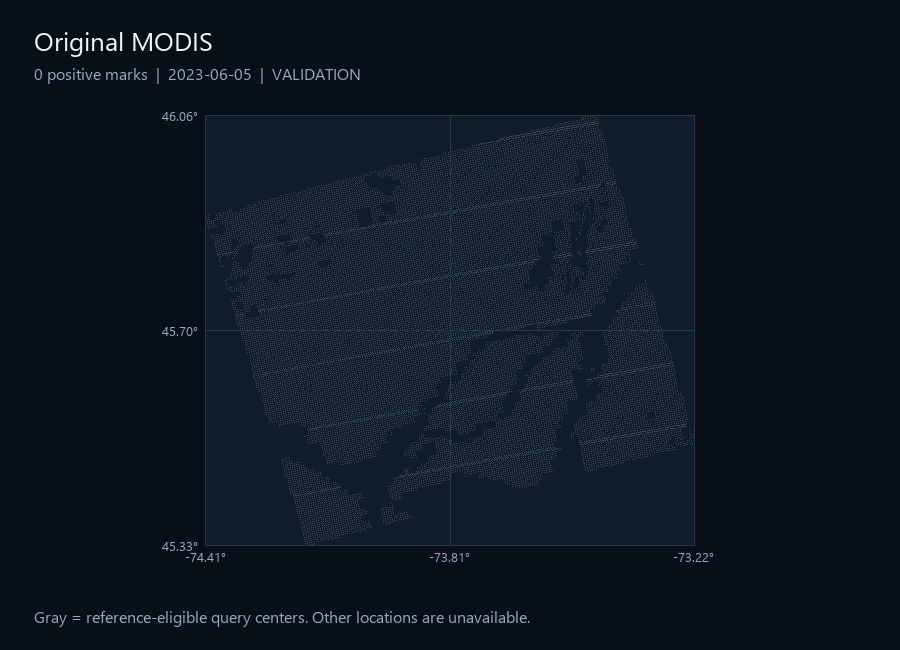 Original MODIS
0 positive marks | 2023-06-05 | VALIDATION
46.06°
45.70°
45.33°
-74.41°
-73.81°
-73.22°
Gray = reference-eligible query centers. Other locations are unavailable.